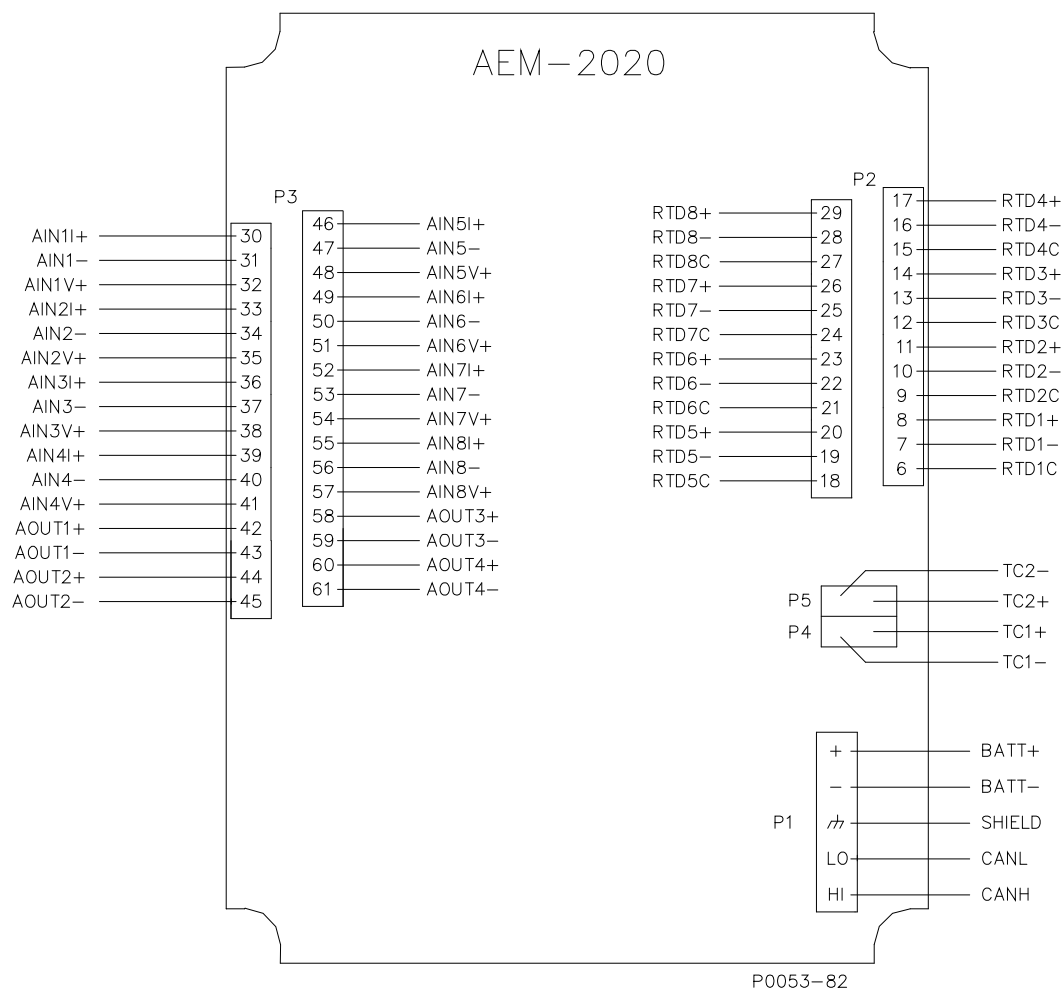 AEM-2020
P3
AIN1I+ 30
AIN1- 31
AIN1V+ 32
AIN2I+ 33
AIN2- 34
AIN2V+ 35
AIN3I+ 36
AIN3- 37
AIN3V+ 38
AIN4I+ 39
AIN4- 40
AIN4V+ 41
AOUT1+ 42
AOUT1- 43
AOUT2+ 44
AOUT2- 45
46 AIN5I+
47 AIN5-
48 AIN5V+
49 AIN6I+
50 AIN6-
51 AIN6V+
52 AIN7I+
53 AIN7-
54 AIN7V+
55 AIN8I+
56 AIN8-
57 AIN8V+
58 AOUT3+
59 AOUT3-
60 AOUT4+
61 AOUT4-
P2
RTD8+ 29
RTD8- 28
RTD8C 27
RTD7+ 26
RTD7- 25
RTD7C 24
RTD6+ 23
RTD6- 22
RTD6C 21
RTD5+ 20
RTD5- 19
RTD5C 18
17 RTD4+
16 RTD4-
15 RTD4C
14 RTD3+
13 RTD3-
12 RTD3C
11 RTD2+
10 RTD2-
9 RTD2C
8 RTD1+
7 RTD1-
6 RTD1C
TC2-
P5 TC2+
P4 TC1+
TC1-
+ BATT+
- BATT-
P1 SHIELD
LO CANL
HI CANH
P0053-82